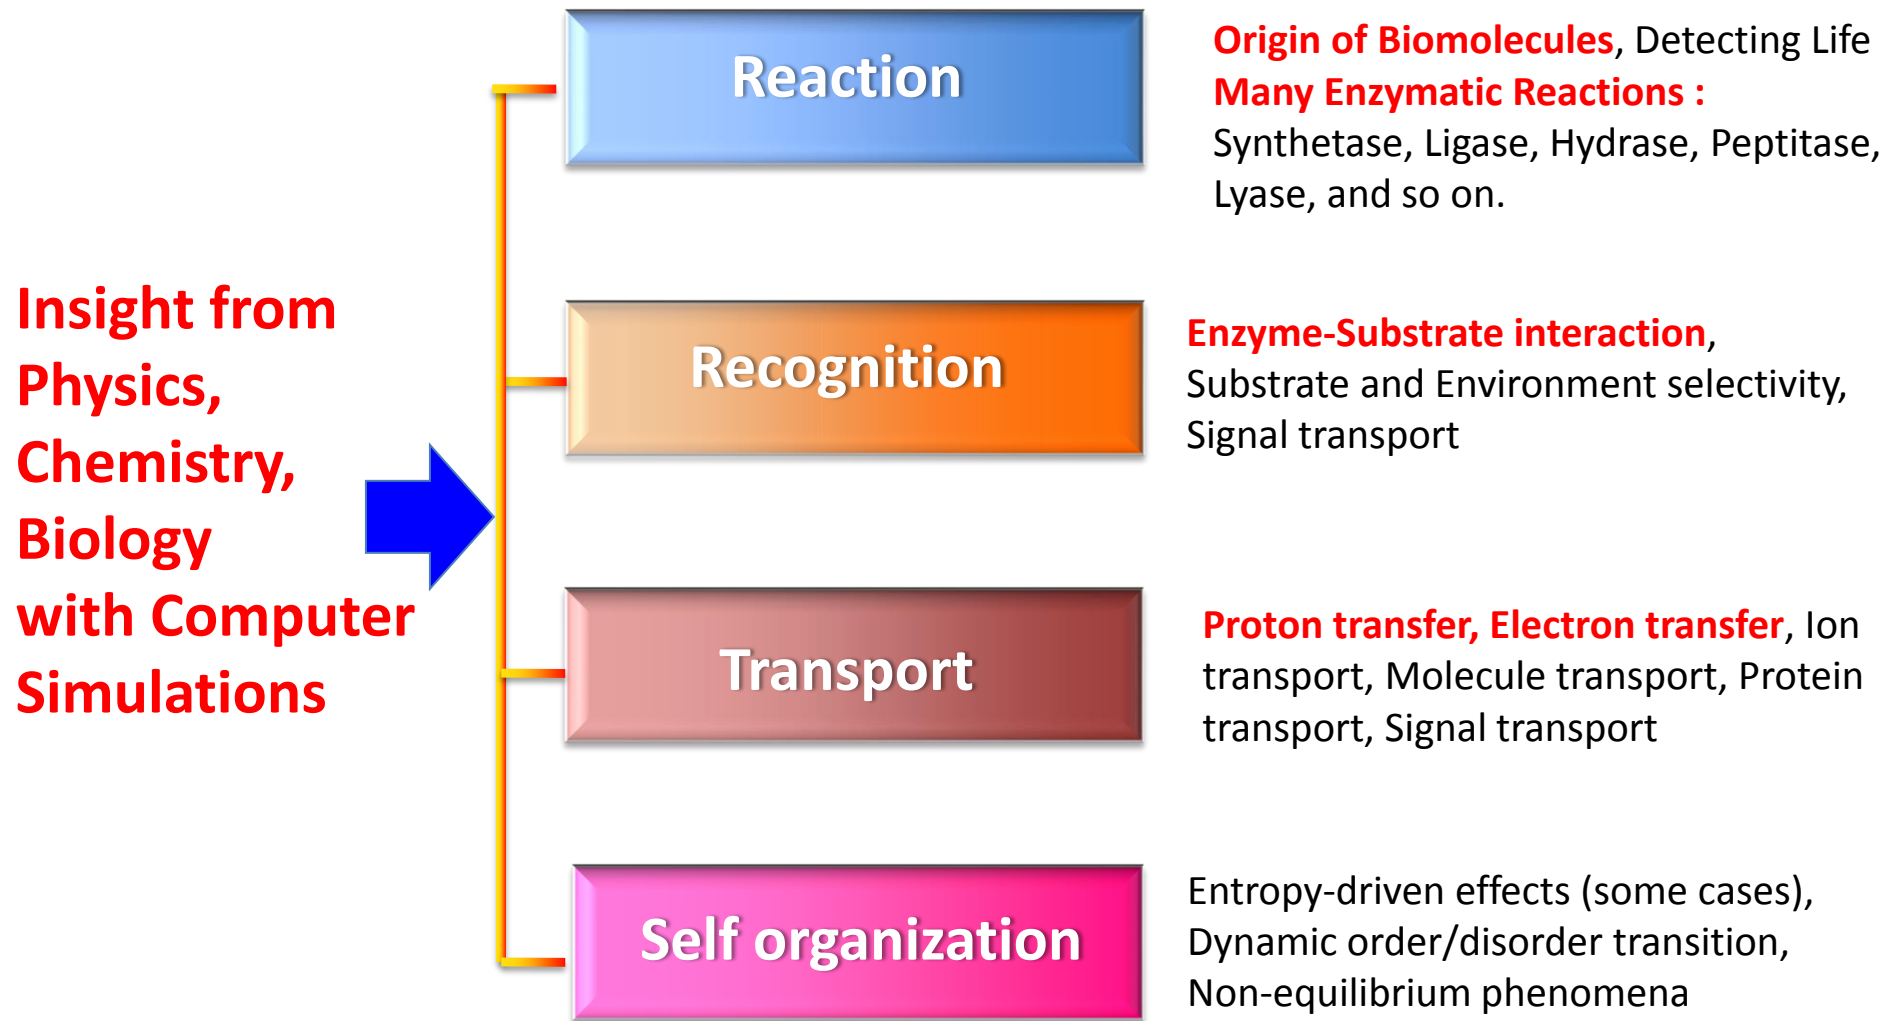 Insight from
Physics,
Chemistry,
Biology
with Computer
Simulations
Reaction
Origin of Biomolecules, Detecting Life
Many Enzymatic Reactions :
Synthetase, Ligase, Hydrase, Peptitase,
Lyase, and so on.
Recognition
Enzyme-Substrate interaction,
Substrate and Environment selectivity,
Signal transport
Transport
Proton transfer, Electron transfer, Ion
transport, Molecule transport, Protein
transport, Signal transport
Self organization
Entropy-driven effects (some cases),
Dynamic order/disorder transition,
Non-equilibrium phenomena